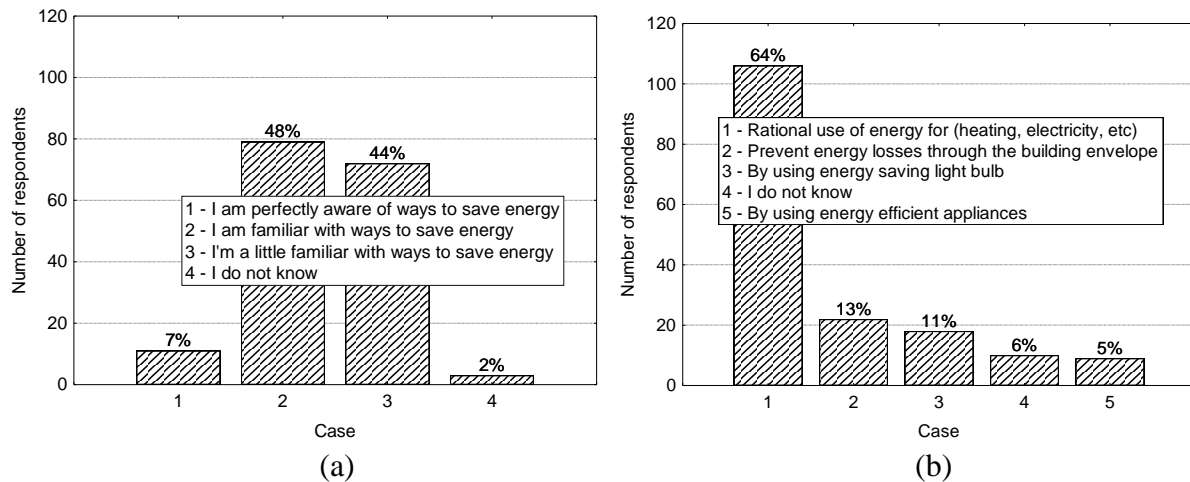 120
100
80
60
40
20
0
Number of respondents
7%
48%
44%
2%
1 - I am perfectly aware of ways to save energy
2 - I am familiar with ways to save energy
3 - I'm a little familiar with ways to save energy
4 - I do not know
1 2 3 4
Case
(a)
120
100
80
60
40
20
0
Number of respondents
64%
13%
11%
6%
5%
1 - Rational use of energy for (heating, electricity, etc)
2 - Prevent energy losses through the building envelope
3 - By using energy saving light bulb
4 - I do not know
5 - By using energy efficient appliances
1 2 3 4 5
Case
(b)